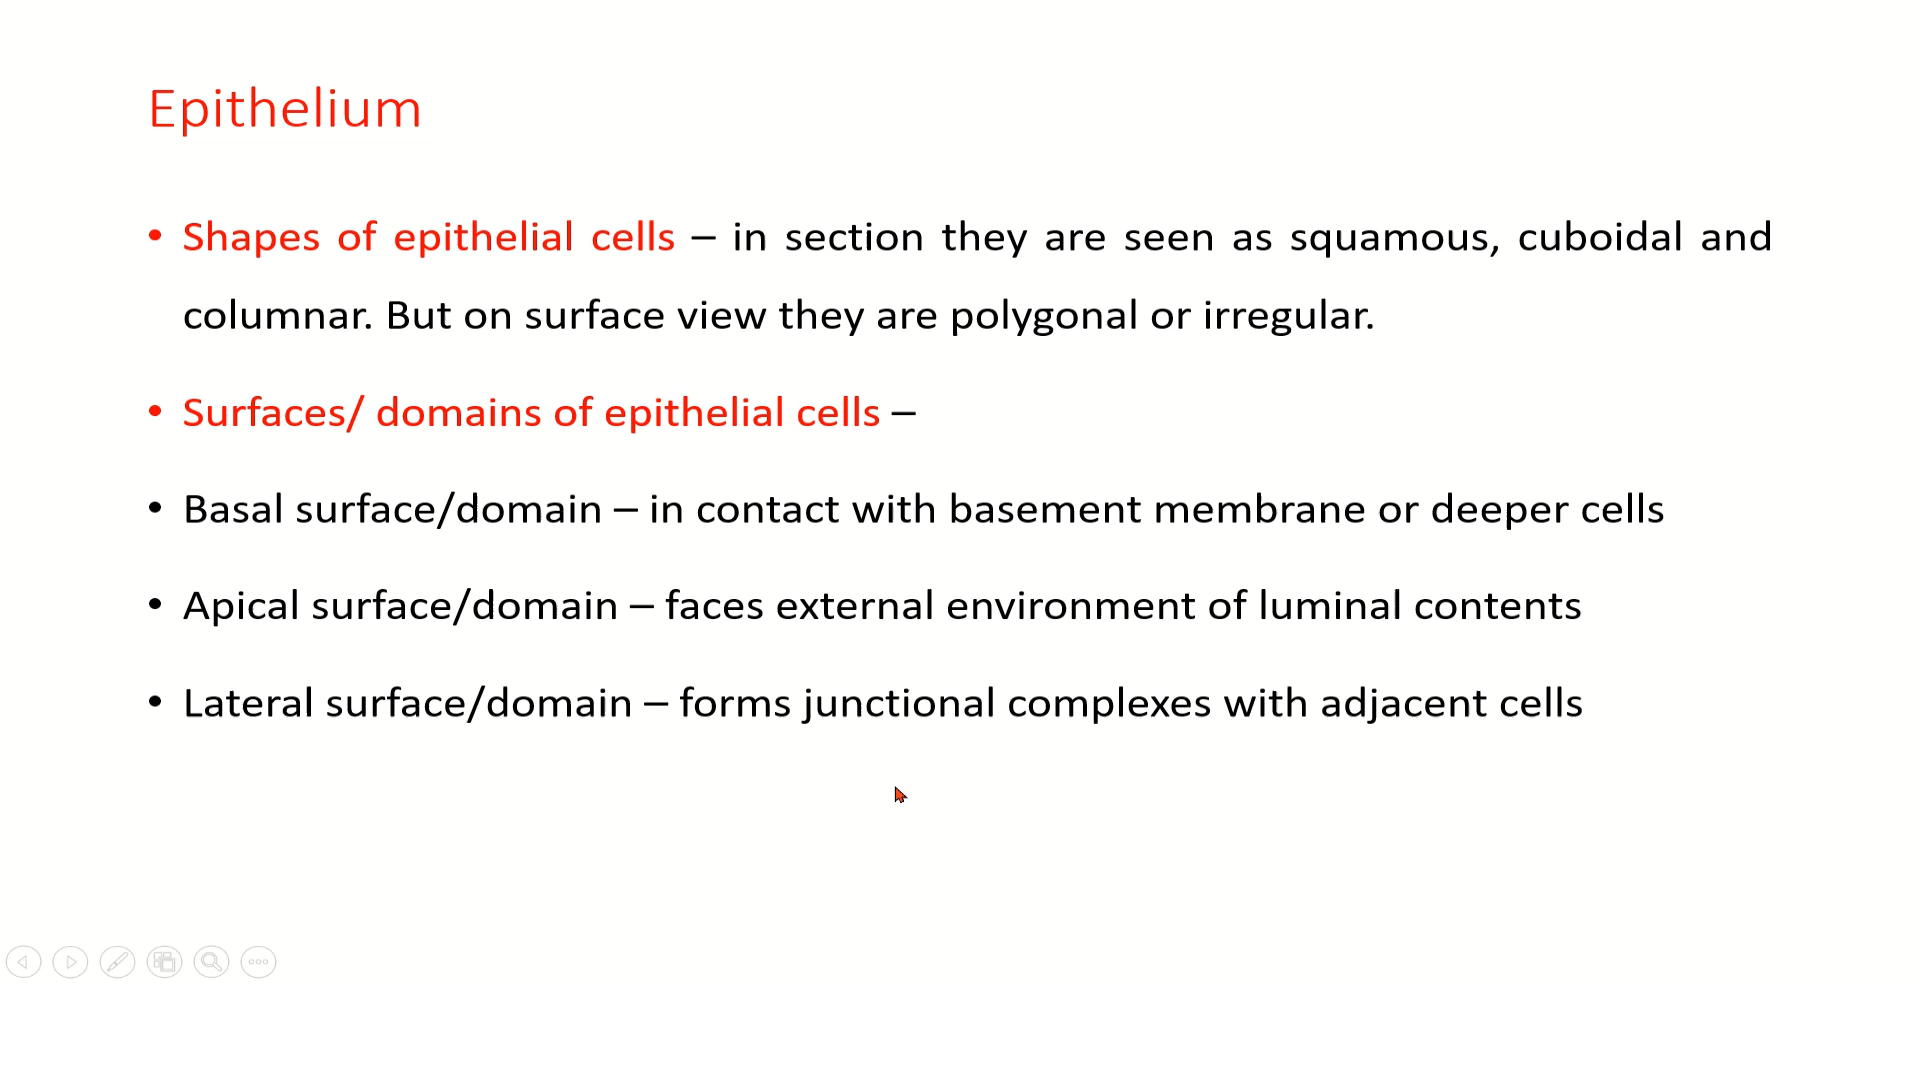 Epithelium
• Shapes of epithelial cells – in section they are seen as squamous, cuboidal and
columnar. But on surface view they are polygonal or irregular.
• Surfaces/ domains of epithelial cells –
• Basal surface/domain – in contact with basement membrane or deeper cells
• Apical surface/domain – faces external environment of luminal contents
• Lateral surface/domain – forms junctional complexes with adjacent cells